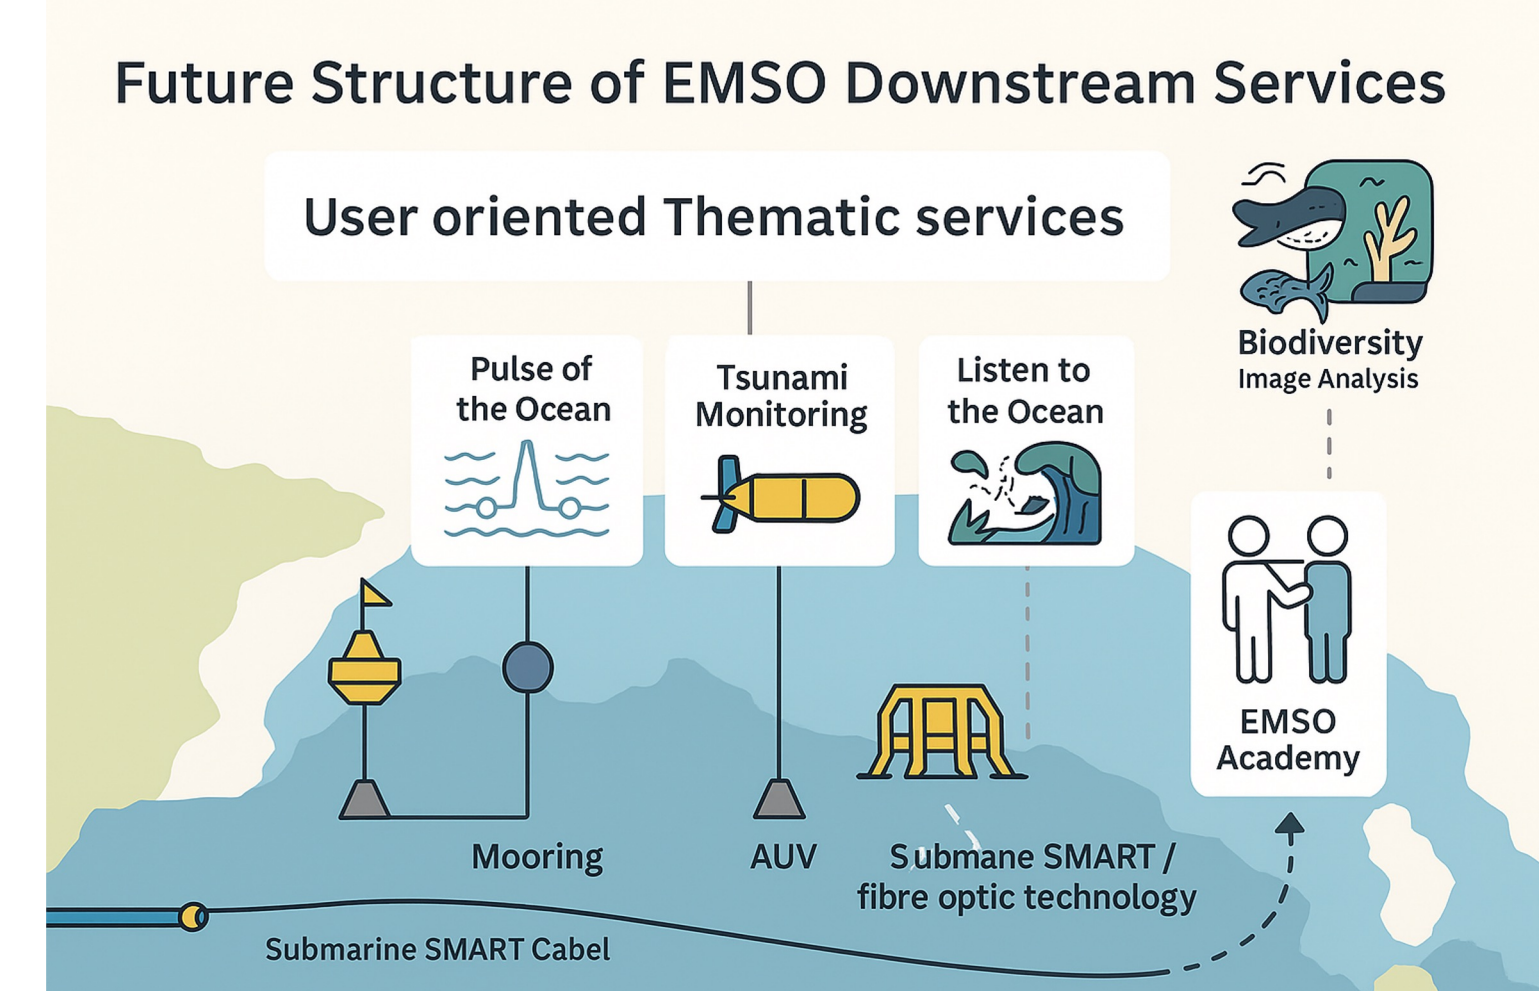 Future Structure of EMSO Downstream Services
User oriented Thematic services
Biodiversity
Image Analysis
Pulse of
the Ocean
Tsunami
Monitoring
Listen to
the Ocean
EMSO
Academy
Mooring
AUV
Submane SMART /
fibre optic technology
Submarine SMART Cabel